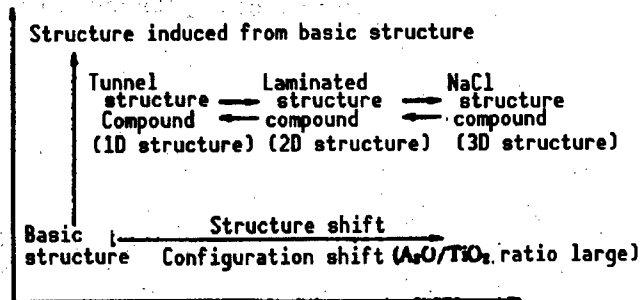 Structure induced from basic structure
Tunnel Laminated NaCl
structure structure structure
Compound compound compound
(1D structure) (2D structure) (3D structure)
Structure shift
Basic
structure Configuration shift (A₂O/TiO₂ ratio large)